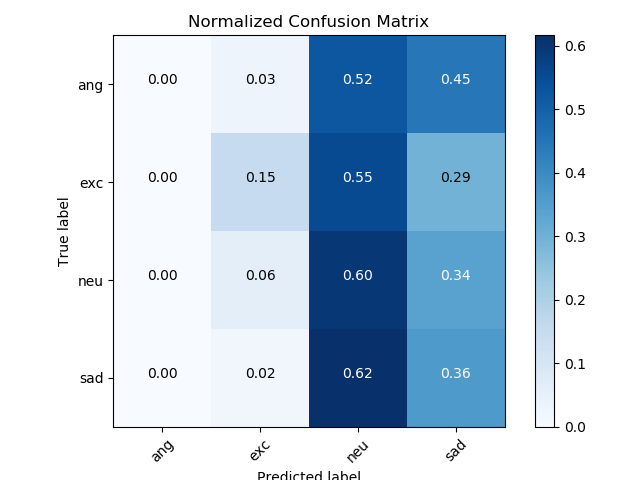 Normalized Confusion Matrix
True label
ang 0.00 0.03 0.52 0.45
exc 0.00 0.15 0.55 0.29
neu 0.00 0.06 0.60 0.34
sad 0.00 0.02 0.62 0.36
ang exc neu sad
Predicted label
0.6
0.5
0.4
0.3
0.2
0.1
0.0